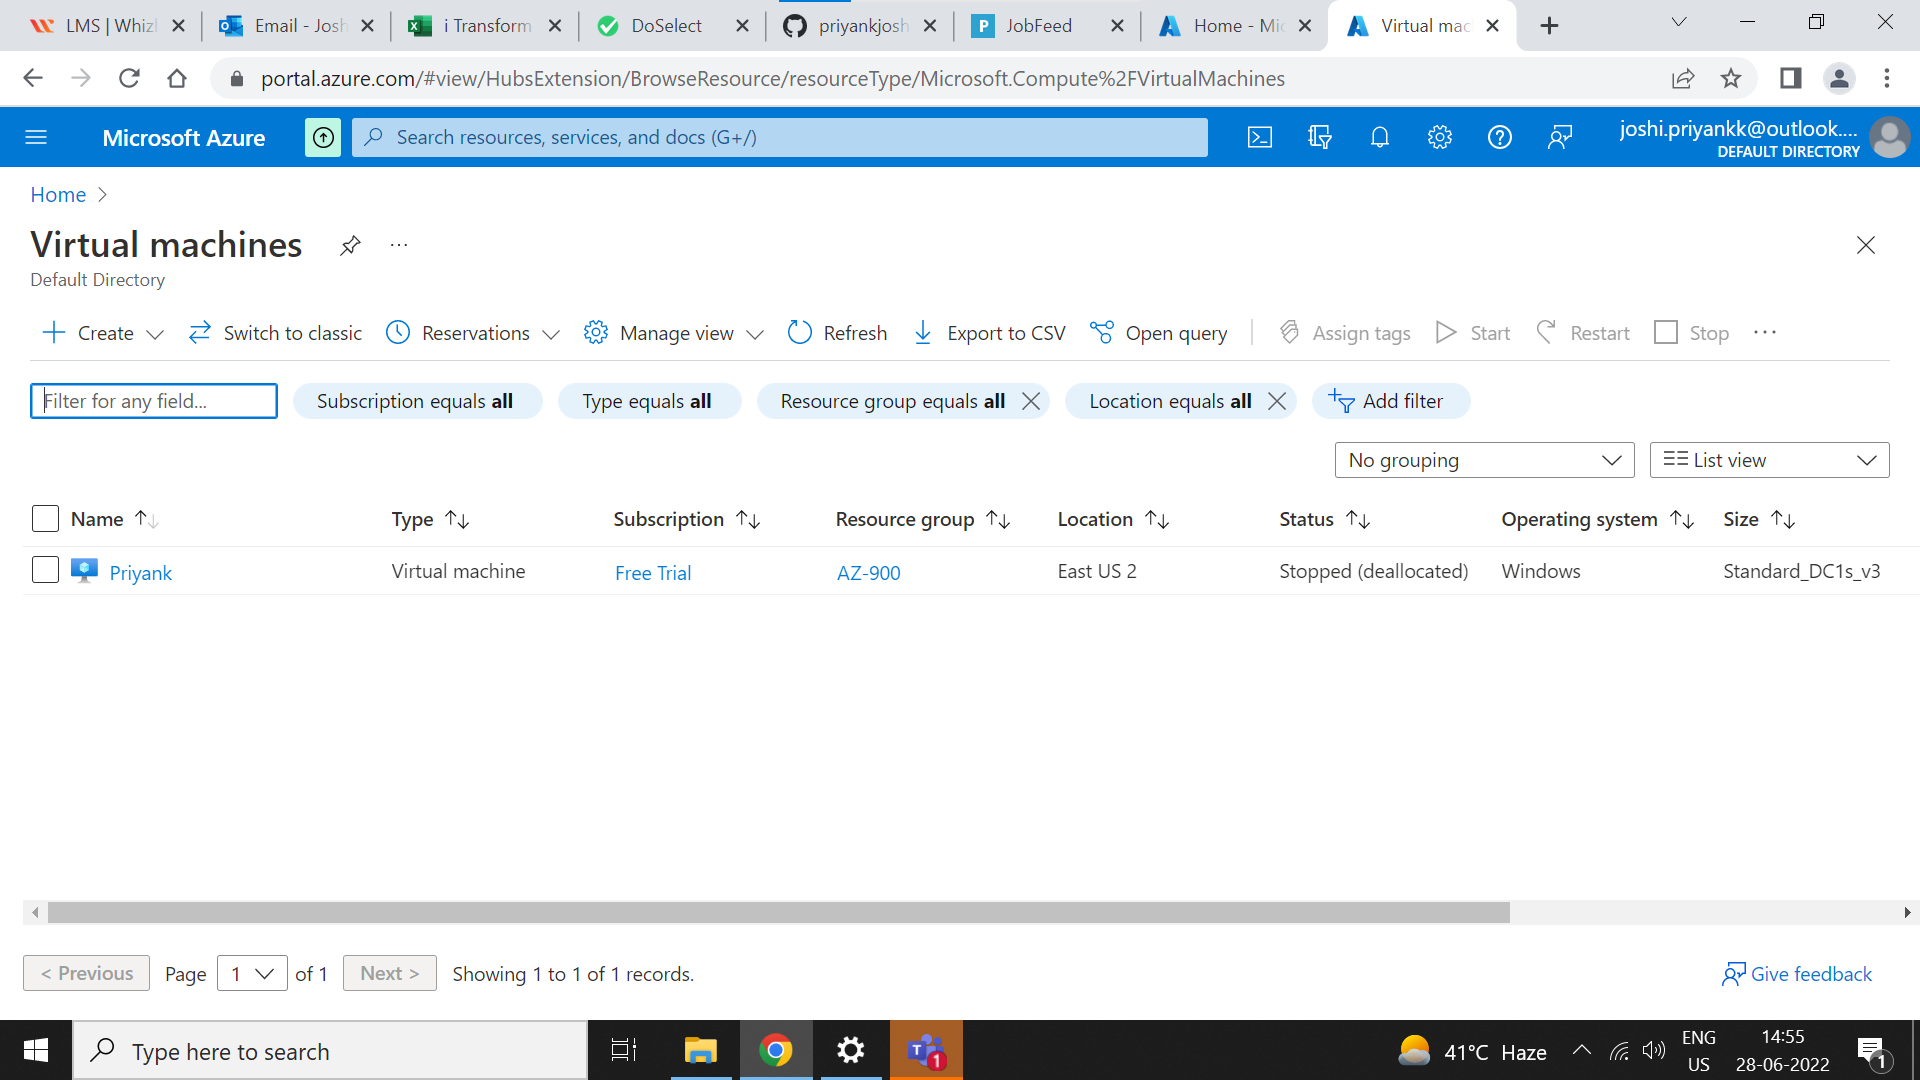 LMS | Whizl
Email - Josh
i Transform
DoSelect
priyankjosh
JobFeed
Home - Mic
Virtual mac
portal.azure.com/#view/HubsExtension/BrowseResource/resourceType/Microsoft.Compute%2FVirtualMachines
Microsoft Azure
Search resources, services, and docs (G+/)
joshi.priyankk@outlook....
DEFAULT DIRECTORY
Home
Virtual machines
Default Directory
Create Switch to classic Reservations Manage view Refresh Export to CSV Open query Assign tags Start Restart Stop
Filter for any field... Subscription equals all Type equals all Resource group equals all Location equals all Add filter
No grouping List view
Name Type Subscription Resource group Location Status Operating system Size
Priyank Virtual machine Free Trial AZ-900 East US 2 Stopped (deallocated) Windows Standard_DC1s_v3
< Previous Page 1 of 1 Next > Showing 1 to 1 of 1 records. Give feedback
Type here to search
T 1
41°C Haze
ENG
US
14:55
28-06-2022
1